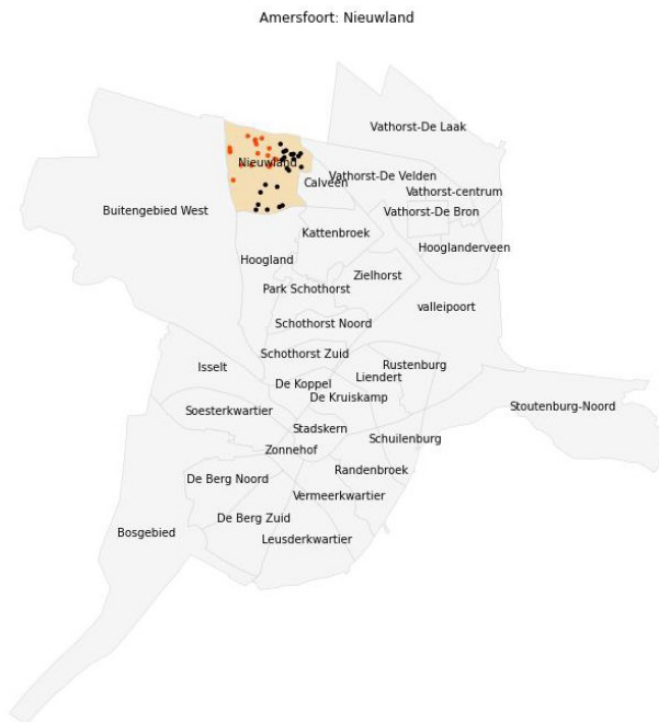 Amersfoort: Nieuwland
Vathorst-De Laak
Nieuwland
Vathorst-De Velden
Calveen
Vathorst-centrum
Buitengebied West
Vathorst-De Bron
Kattenbroek
Hooglanderveen
Hoogland
Zielhorst
Park Schothorst
valleipoort
Schothorst Noord
Schothorst Zuid
Isselt
Rustenburg
Liendert
De Koppel
De Kruiskamp
Soesterkwartier
Stoutenburg-Noord
Stadskern
Schuilenburg
Zonnehof
Randenbroek
De Berg Noord
Vermeerkwartier
De Berg Zuid
Bosgebied
Leusderkwartier